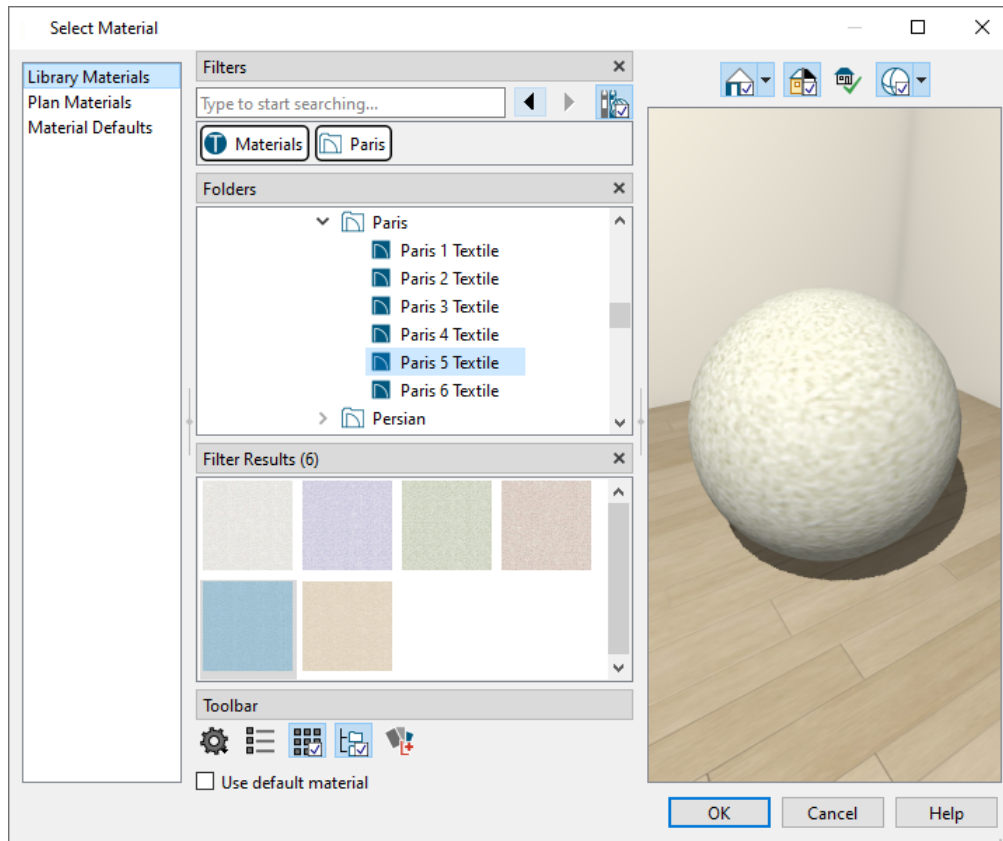 Select Material
Library Materials
Plan Materials
Material Defaults
Filters
Type to start searching...
T Materials Paris
Folders
Paris
Paris 1 Textile
Paris 2 Textile
Paris 3 Textile
Paris 4 Textile
Paris 5 Textile
Paris 6 Textile
Persian
Filter Results (6)
Toolbar
Use default material
OK Cancel Help